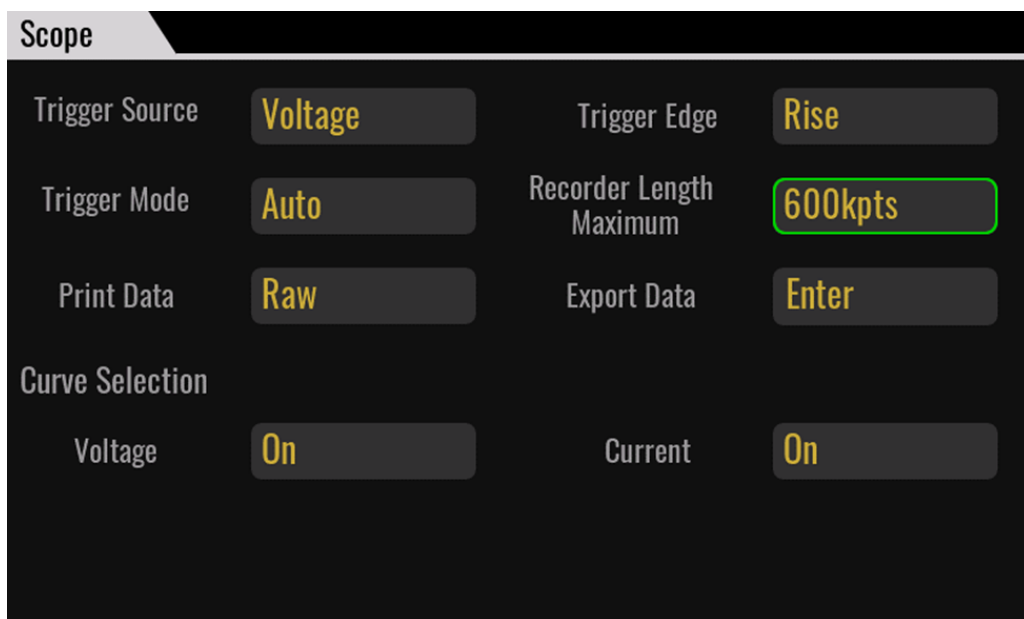 Scope
Trigger Source
Voltage
Trigger Edge
Rise
Trigger Mode
Auto
Recorder Length
Maximum
600kpts
Print Data
Raw
Export Data
Enter
Curve Selection
Voltage
On
Current
On